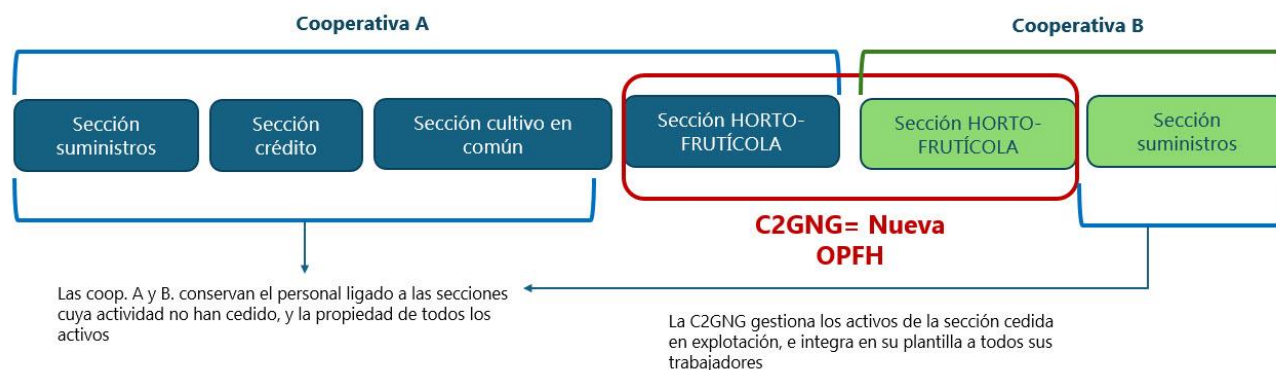 Cooperativa A
Cooperativa B
Sección
suministros
Sección
crédito
Sección cultivo en
común
Sección HORTO-
FRUTÍCOLA
Sección HORTO-
FRUTÍCOLA
Sección
suministros
C2GNG= Nueva
OPFH
Las coop. A y B. conservan el personal ligado a las secciones
cuya actividad no han cedido, y la propiedad de todos los
activos
La C2GNG gestiona los activos de la sección cedida
en explotación, e integra en su plantilla a todos sus
trabajadores